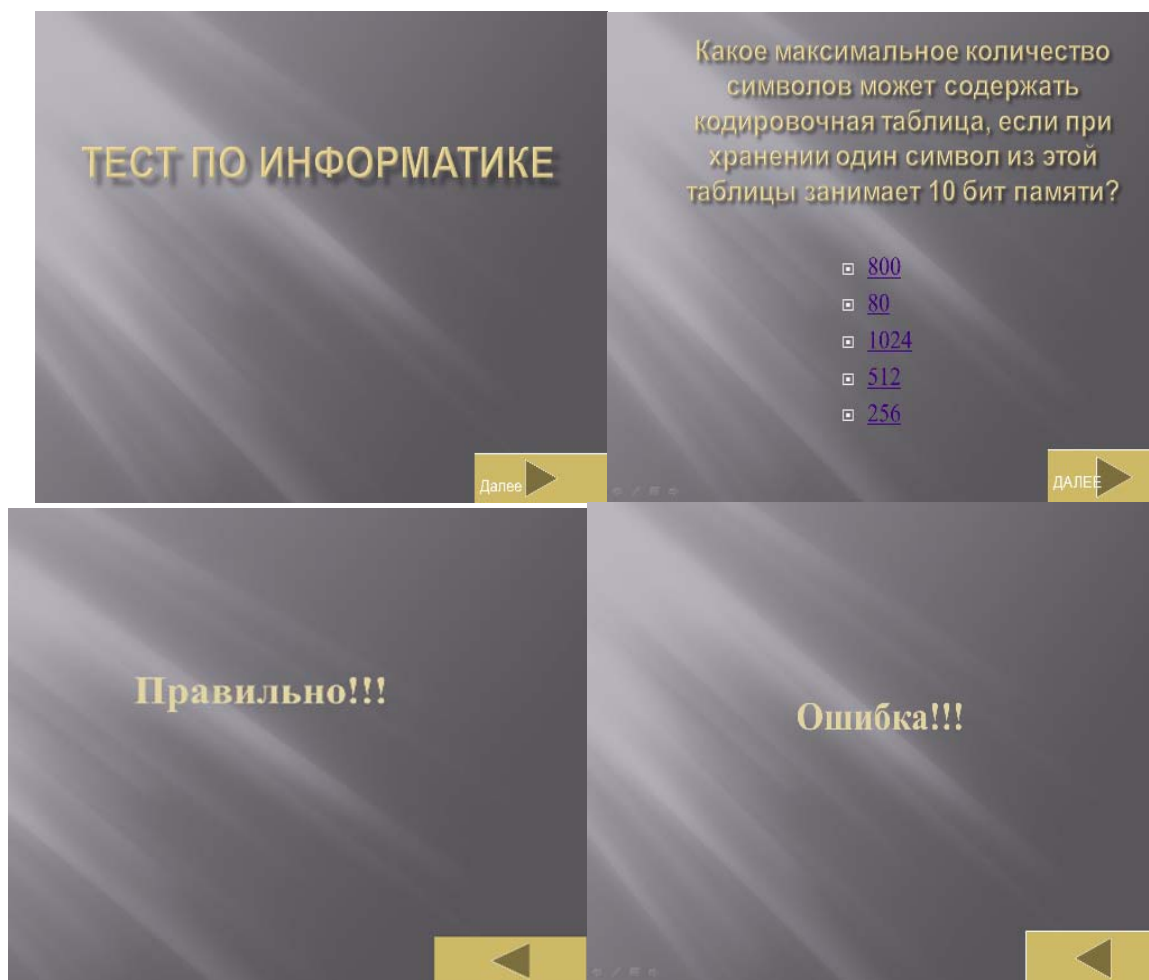 ТЕСТ ПО ИНФОРМАТИКЕ
Далее
Какое максимальное количество
символов может содержать
кодировочная таблица, если при
хранении один символ из этой
таблицы занимает 10 бит памяти?
800
80
1024
512
256
ДАЛЕЕ
Правильно!!!
Ошибка!!!